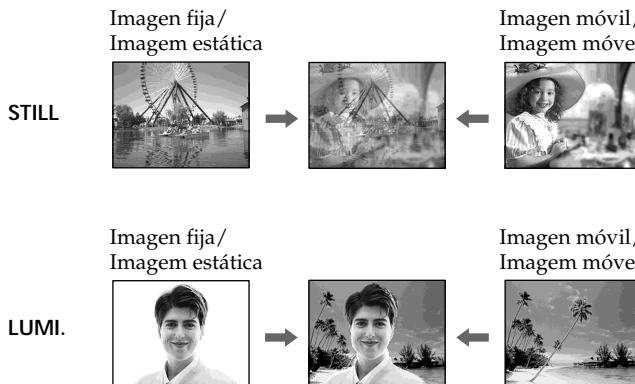 Imagen fija/
Imagem estática
Imagen móvil/
Imagem móve
STILL
Imagen fija/
Imagem estática
Imagen móvil/
Imagem móve
LUMI.